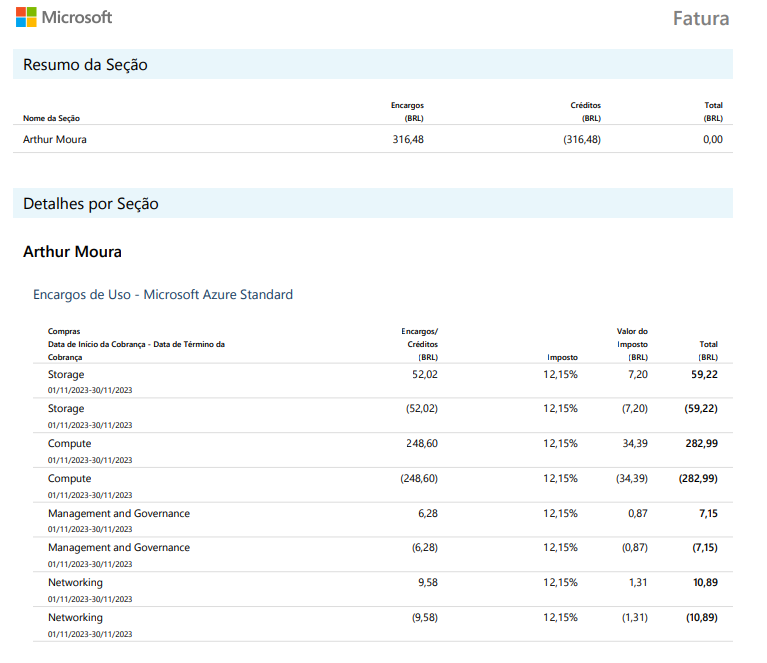 Microsoft Fatura
Resumo da Seção
Encargos Créditos Total
Nome da Seção (BRL) (BRL) (BRL)
Arthur Moura 316,48 (316,48) 0,00
Detalhes por Seção
Arthur Moura
Encargos de Uso - Microsoft Azure Standard
Compras Encargos/ Valor do
Data de Início da Cobrança - Data de Término da Créditos Imposto Total
Cobrança (BRL) Imposto (BRL) (BRL)
Storage 52,02 12,15% 7,20 59,22
01/11/2023-30/11/2023
Storage (52,02) 12,15% (7,20) (59,22)
01/11/2023-30/11/2023
Compute 248,60 12,15% 34,39 282,99
01/11/2023-30/11/2023
Compute (248,60) 12,15% (34,39) (282,99)
01/11/2023-30/11/2023
Management and Governance 6,28 12,15% 0,87 7,15
01/11/2023-30/11/2023
Management and Governance (6,28) 12,15% (0,87) (7,15)
01/11/2023-30/11/2023
Networking 9,58 12,15% 1,31 10,89
01/11/2023-30/11/2023
Networking (9,58) 12,15% (1,31) (10,89)
01/11/2023-30/11/2023